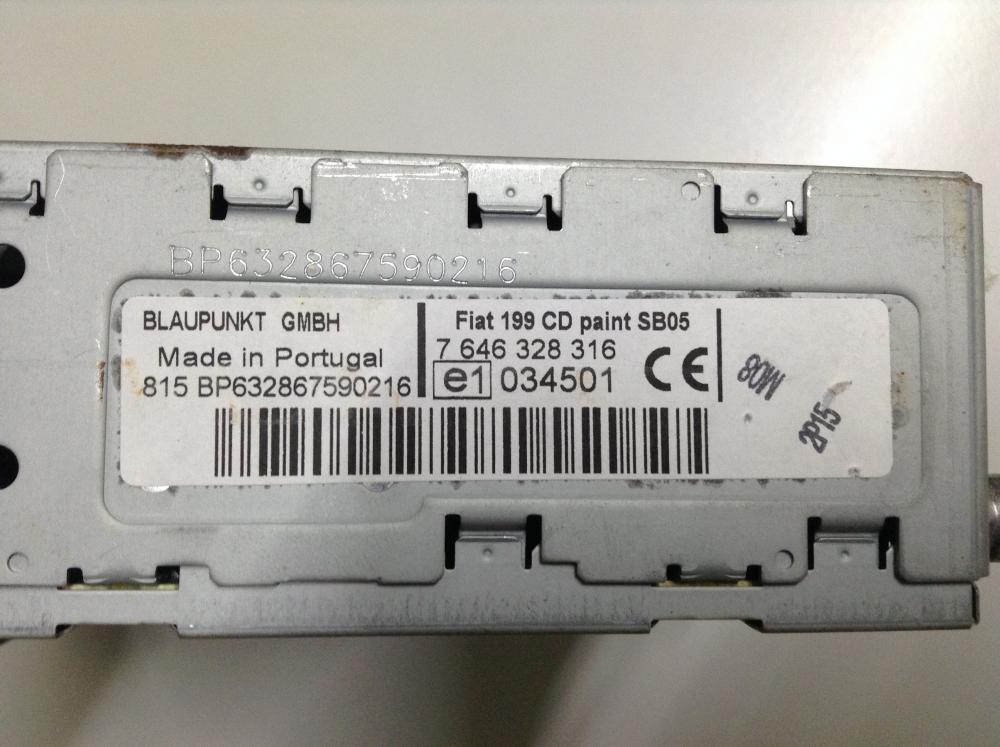 BP632867590216
BLAUPUNKT GMBH
Made in Portugal
815 BP632867590216
Fiat 199 CD paint SB05
7 646 328 316
e1 034501
CE
2P15